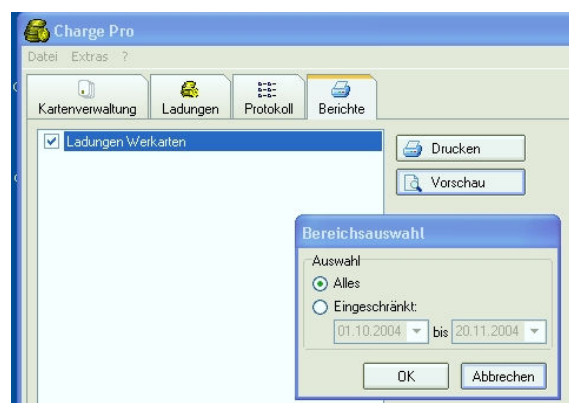 Charge Pro
Datei Extras ?
Kartenverwaltung Ladungen Protokoll Berichte
Ladungen Werkarten
Drucken
Vorschau
Bereichsauswahl
Auswahl
Alles
Eingeschränkt:
01.10.2004 bis 20.11.2004
OK Abbrechen